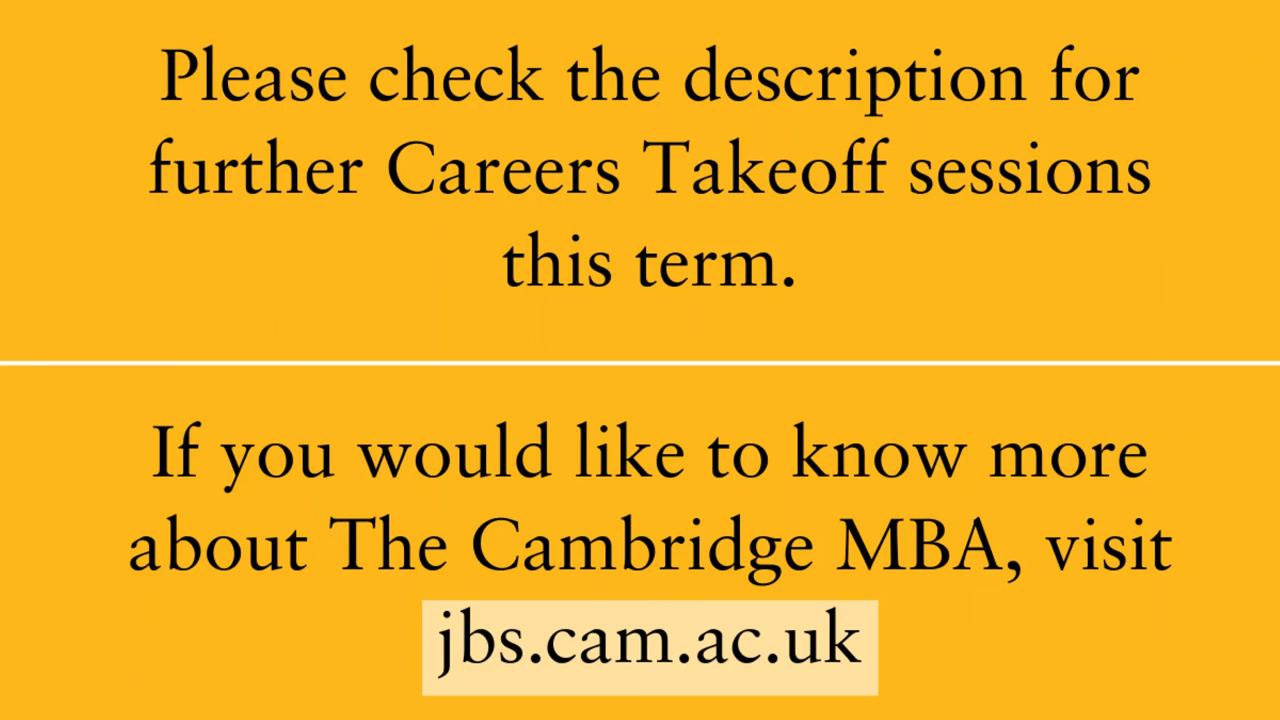 Please check the description for
further Careers Takeoff sessions
this term.
If you would like to know more
about The Cambridge MBA, visit
jbs.cam.ac.uk